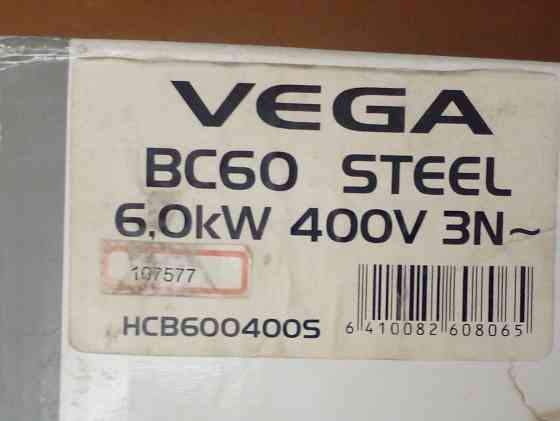 VEGA
BC60 STEEL
6,0kW 400V 3N~
107577
HCB600400S
6 410082 608065